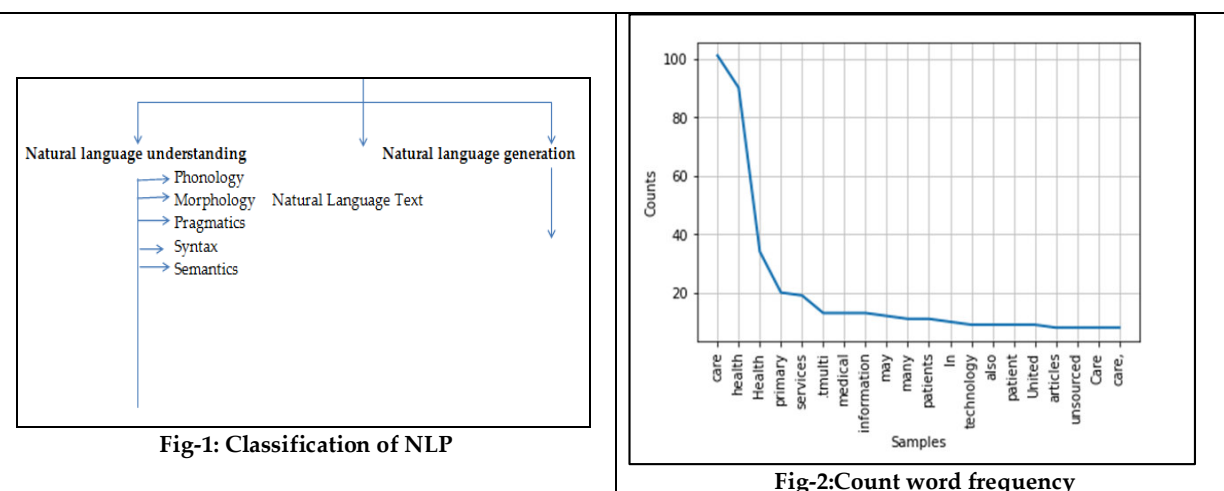 Natural language understanding
Natural language generation
Phonology
Morphology
Natural Language Text
Pragmatics
Syntax
Semantics
Fig-1: Classification of NLP
100
80
60
40
20
Counts
care
health
Health
primary
services
.tmulti
medical
information
may
many
patients
In
technology
also
patient
United
articles
unsourced
Care
care,
Samples
Fig-2:Count word frequency